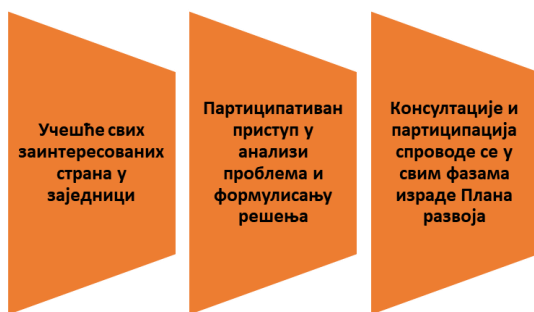 Учешће свих
заинтересованих
страна у
заједници
Партиципативан
приступ у
анализи
проблема и
формулисању
решења
Консултације и
партиципација
спроводе се у
свим фазама
израде Плана
развоја